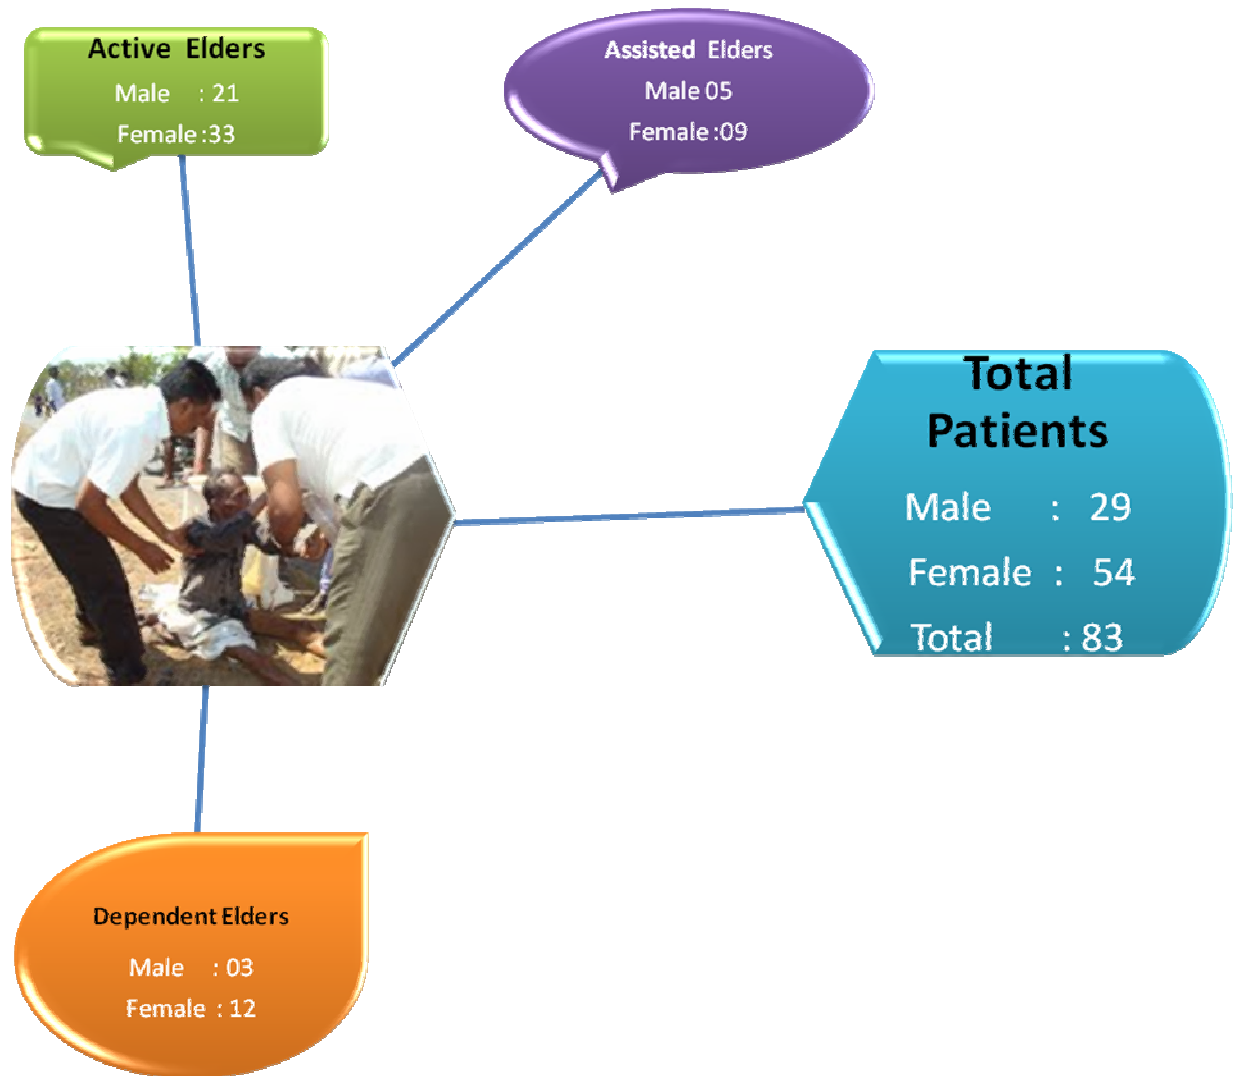 Active Elders
Male : 21
Female :33
Assisted Elders
Male 05
Female :09
Total
Patients
Male : 29
Female : 54
Total : 83
Dependent Elders
Male : 03
Female : 12